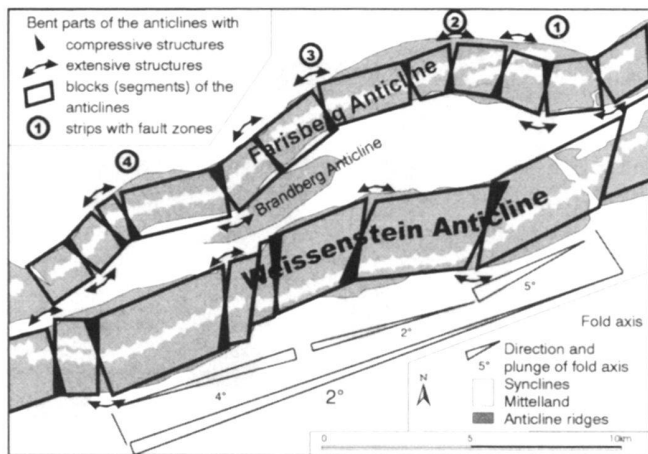 Bent parts of the anticlines with
compressive structures
extensive structures
blocks (segments) of the
anticlines
1 strips with fault zones
1
2
3
4
Farisberg Anticline
Brandberg Anticline
Weissenstein Anticline
5°
2°
4°
2°
Fold axis
Direction and
5° plunge of fold axis
N
Synclines
Mittelland
Anticline ridges
0 5 10km